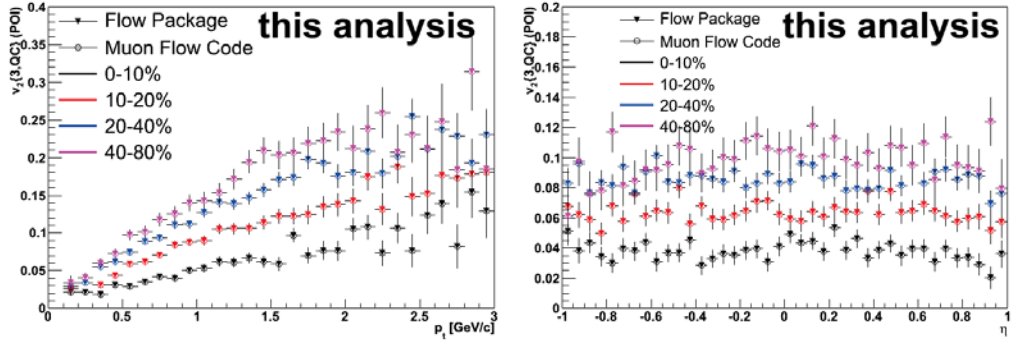 this analysis
Flow Package
Muon Flow Code
0-10%
10-20%
20-40%
40-80%
v₂{3,QC} (POI)
0.4
0.35
0.3
0.25
0.2
0.15
0.1
0.05
0
0 0.5 1 1.5 2 2.5 3
pₜ [GeV/c]
this analysis
Flow Package
Muon Flow Code
0-10%
10-20%
20-40%
40-80%
v₂{3,QC} (POI)
0.2
0.18
0.16
0.14
0.12
0.1
0.08
0.06
0.04
0.02
0
-1 -0.8 -0.6 -0.4 -0.2 0 0.2 0.4 0.6 0.8 1
η